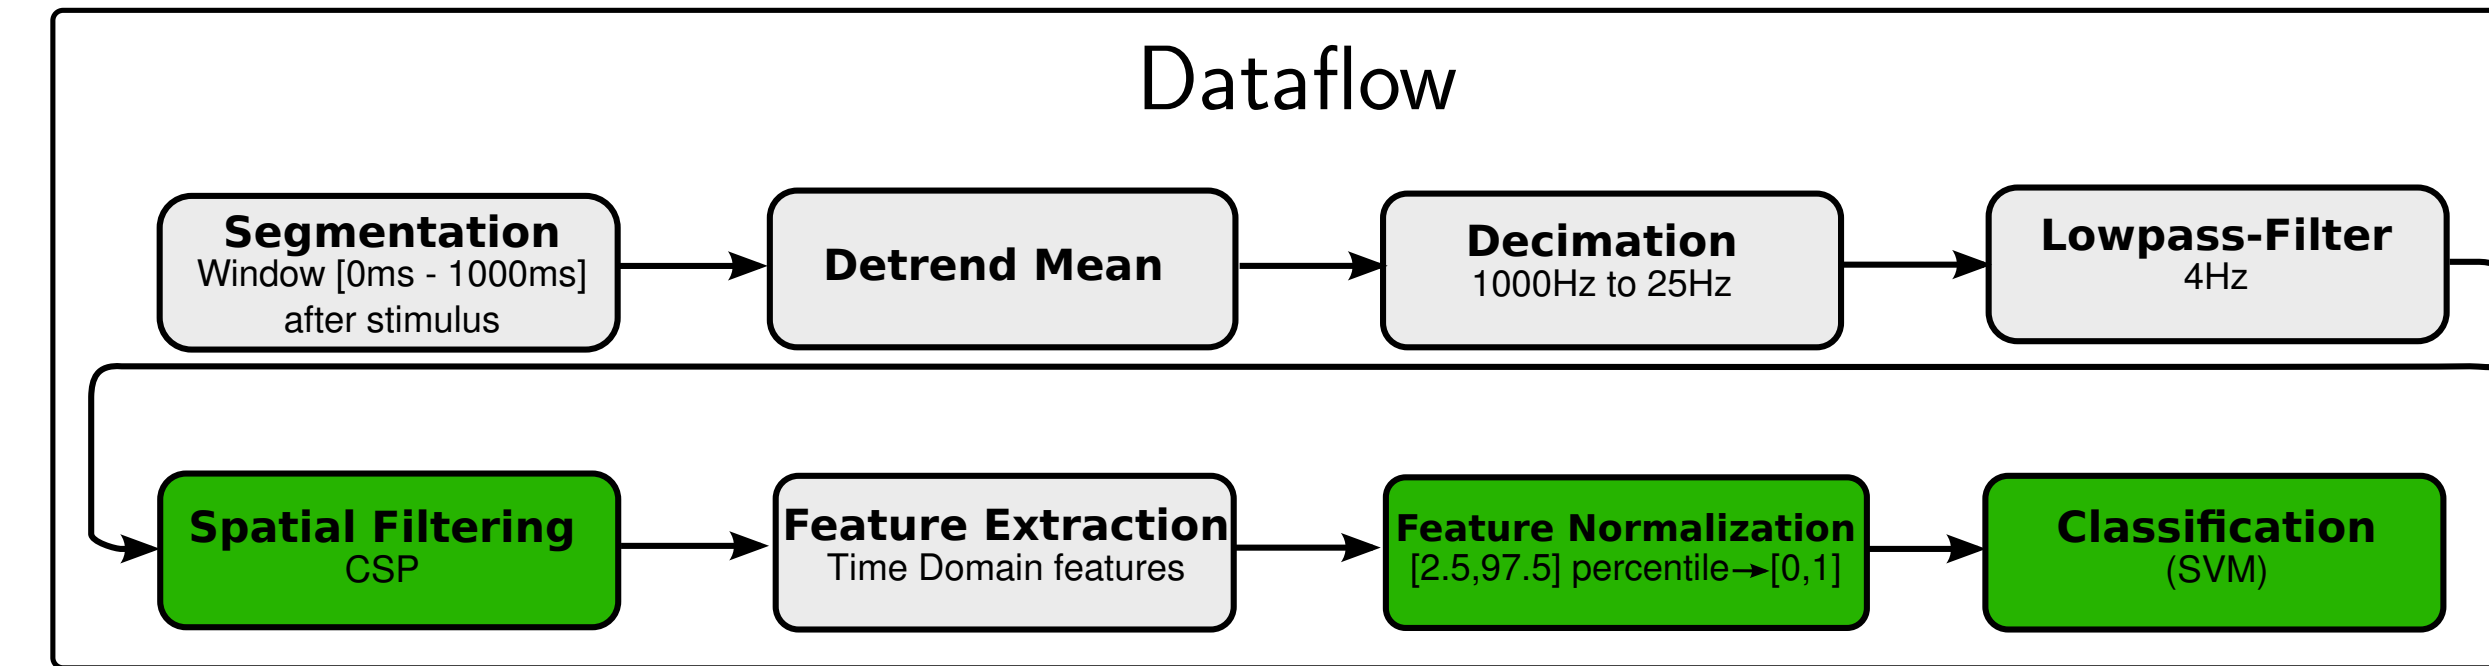 Dataflow
Segmentation
Window [0ms - 1000ms]
after stimulus
Detrend Mean
Decimation
1000Hz to 25Hz
Lowpass-Filter
4Hz
Spatial Filtering
CSP
Feature Extraction
Time Domain features
Feature Normalization
[2.5,97.5] percentile→[0,1]
Classification
(SVM)